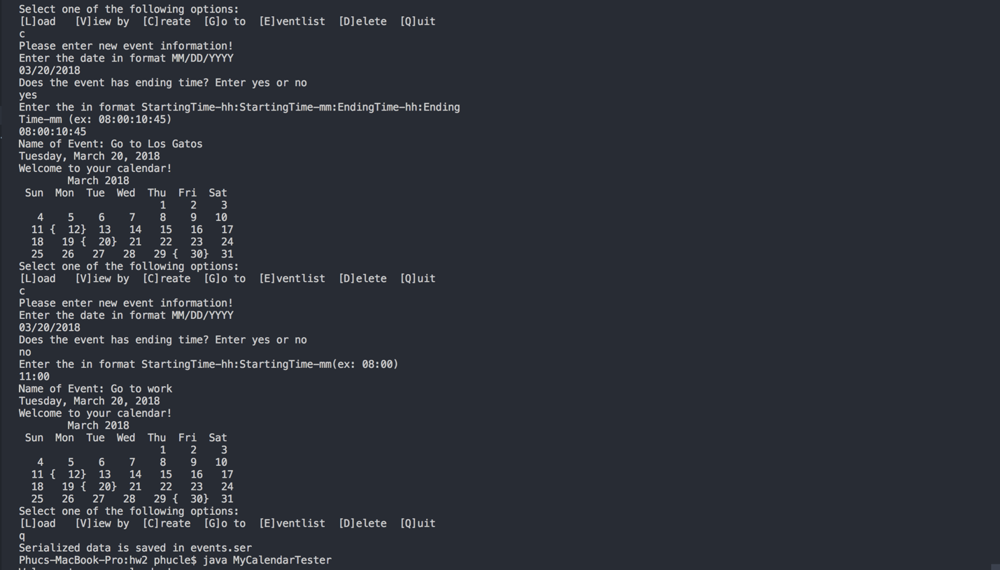 Select one of the following options:
[L]oad   [V]iew by  [C]reate  [G]o to  [E]ventlist  [D]elete  [Q]uit
c
Please enter new event information!
Enter the date in format MM/DD/YYYY
03/20/2018
Does the event has ending time? Enter yes or no
yes
Enter the in format StartingTime-hh:StartingTime-mm:EndingTime-hh:Ending
Time-mm (ex: 08:00:10:45)
08:00:10:45
Name of Event: Go to Los Gatos
Tuesday, March 20, 2018
Welcome to your calendar!
        March 2018
 Sun  Mon  Tue  Wed  Thu  Fri  Sat
                       1    2    3
   4    5    6    7    8    9   10
  11 {  12}  13   14   15   16   17
  18   19 {  20}  21   22   23   24
  25   26   27   28   29 {  30}  31
Select one of the following options:
[L]oad   [V]iew by  [C]reate  [G]o to  [E]ventlist  [D]elete  [Q]uit
c
Please enter new event information!
Enter the date in format MM/DD/YYYY
03/20/2018
Does the event has ending time? Enter yes or no
no
Enter the in format StartingTime-hh:StartingTime-mm(ex: 08:00)
11:00
Name of Event: Go to work
Tuesday, March 20, 2018
Welcome to your calendar!
        March 2018
 Sun  Mon  Tue  Wed  Thu  Fri  Sat
                       1    2    3
   4    5    6    7    8    9   10
  11 {  12}  13   14   15   16   17
  18   19 {  20}  21   22   23   24
  25   26   27   28   29 {  30}  31
Select one of the following options:
[L]oad   [V]iew by  [C]reate  [G]o to  [E]ventlist  [D]elete  [Q]uit
q
Serialized data is saved in events.ser
Phucs-MacBook-Pro:hw2 phucle$ java MyCalendarTester